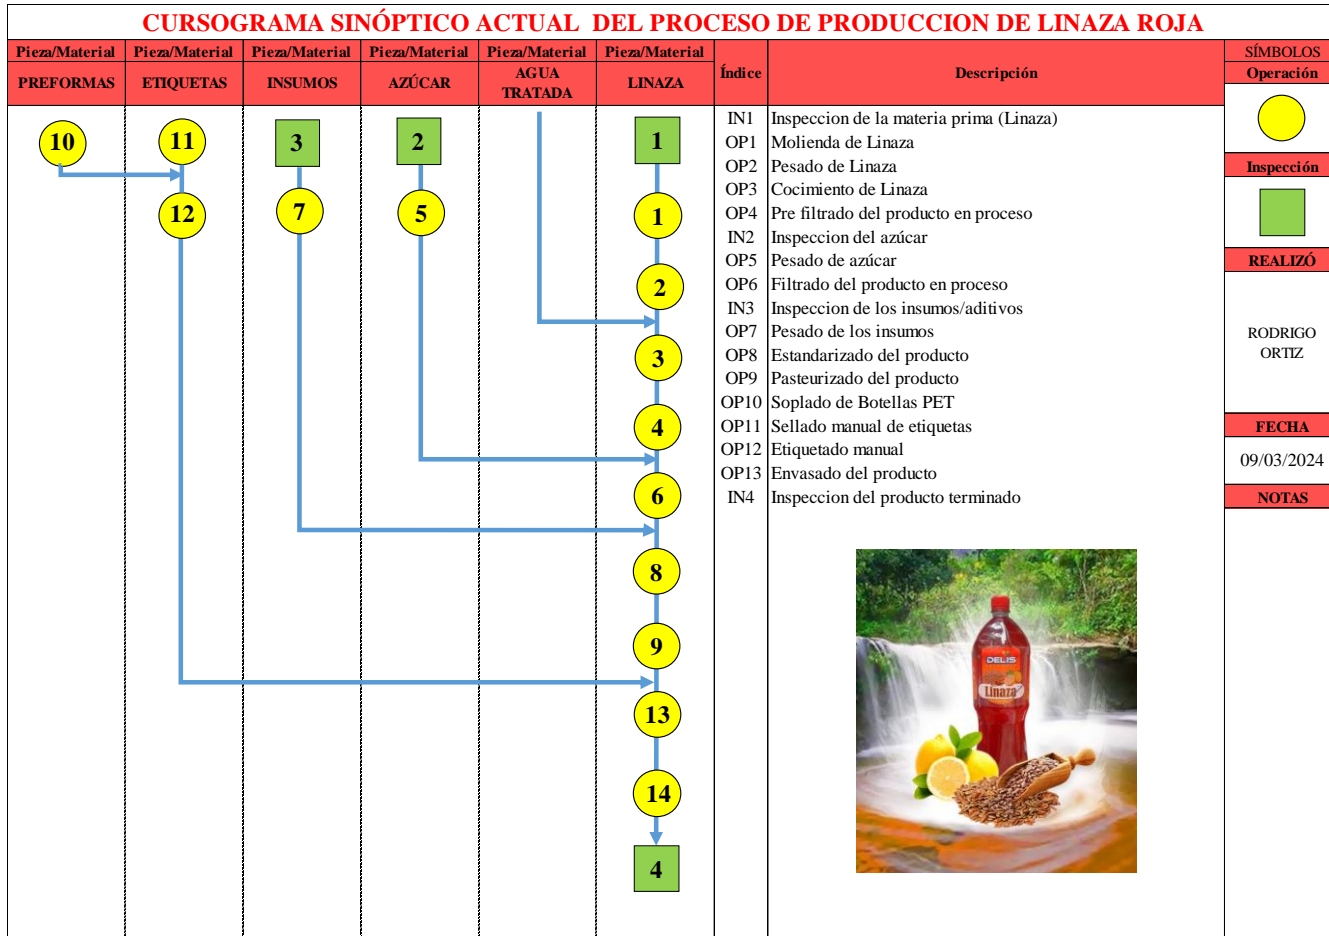 CURSOGRAMA SINÓPTICO ACTUAL DEL PROCESO DE PRODUCCION DE LINAZA ROJA
Pieza/Material Pieza/Material Pieza/Material Pieza/Material Pieza/Material Pieza/Material
PREFORMAS ETIQUETAS INSUMOS AZÚCAR AGUA TRATADA LINAZA
Índice Descripción
SÍMBOLOS
Operación
Inspección
REALIZÓ
RODRIGO
ORTIZ
FECHA
09/03/2024
NOTAS
10 11 3 2 1
12 7 5 1
2
3
4
6
8
9
13
14
4
IN1 Inspeccion de la materia prima (Linaza)
OP1 Molienda de Linaza
OP2 Pesado de Linaza
OP3 Cocimiento de Linaza
OP4 Pre filtrado del producto en proceso
IN2 Inspeccion del azúcar
OP5 Pesado de azúcar
OP6 Filtrado del producto en proceso
IN3 Inspeccion de los insumos/aditivos
OP7 Pesado de los insumos
OP8 Estandarizado del producto
OP9 Pasteurizado del producto
OP10 Soplado de Botellas PET
OP11 Sellado manual de etiquetas
OP12 Etiquetado manual
OP13 Envasado del producto
IN4 Inspeccion del producto terminado
DELIS
Linaza